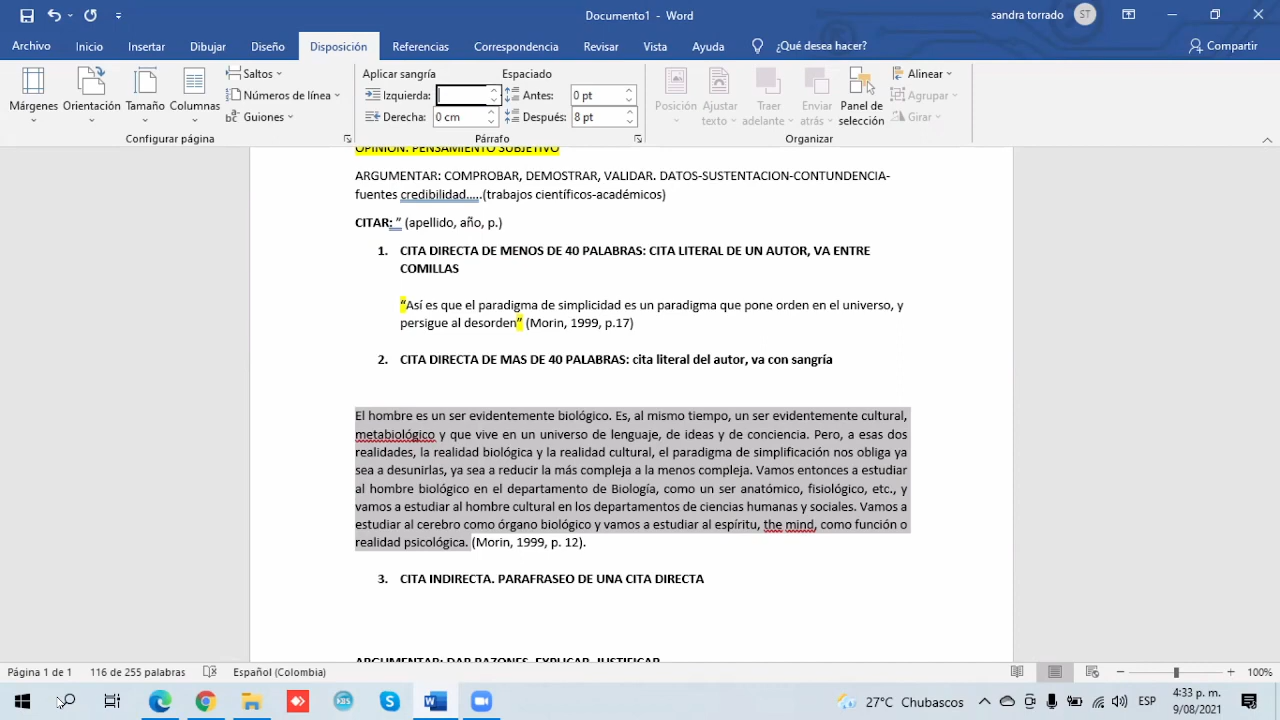 Documento1 - Word
sandra torrado
ST
Archivo Inicio Insertar Dibujar Diseño Disposición Referencias Correspondencia Revisar Vista Ayuda ¿Qué desea hacer? Compartir
Márgenes
Orientación
Tamaño
Columnas
Saltos
Números de línea
Guiones
Configurar página
Aplicar sangría
Izquierda:
Derecha: 0 cm
Espaciado
Antes: 0 pt
Después: 8 pt
Párrafo
Posición
Ajustar texto
Traer adelante
Enviar atrás
Panel de selección
Alinear
Agrupar
Girar
Organizar
OPINION: PENSAMIENTO SUBJETIVO
ARGUMENTAR: COMPROBAR, DEMOSTRAR, VALIDAR. DATOS-SUSTENTACION-CONTUNDENCIA-
fuentes credibilidad…..(trabajos científicos-académicos)
CITAR: ” (apellido, año, p.)
1. CITA DIRECTA DE MENOS DE 40 PALABRAS: CITA LITERAL DE UN AUTOR, VA ENTRE
COMILLAS
“Así es que el paradigma de simplicidad es un paradigma que pone orden en el universo, y
persigue al desorden” (Morin, 1999, p.17)
2. CITA DIRECTA DE MAS DE 40 PALABRAS: cita literal del autor, va con sangría
El hombre es un ser evidentemente biológico. Es, al mismo tiempo, un ser evidentemente cultural,
metabiológico y que vive en un universo de lenguaje, de ideas y de conciencia. Pero, a esas dos
realidades, la realidad biológica y la realidad cultural, el paradigma de simplificación nos obliga ya
sea a desunirlas, ya sea a reducir la más compleja a la menos compleja. Vamos entonces a estudiar
al hombre biológico en el departamento de Biología, como un ser anatómico, fisiológico, etc., y
vamos a estudiar al hombre cultural en los departamentos de ciencias humanas y sociales. Vamos a
estudiar al cerebro como órgano biológico y vamos a estudiar al espíritu, the mind, como función o
realidad psicológica. (Morin, 1999, p. 12).
3. CITA INDIRECTA. PARAFRASEO DE UNA CITA DIRECTA
ARGUMENTAR: DAR RAZONES, EXPLICAR, JUSTIFICAR
Página 1 de 1 116 de 255 palabras Español (Colombia) 100%
27°C Chubascos ESP 4:33 p. m.
9/08/2021